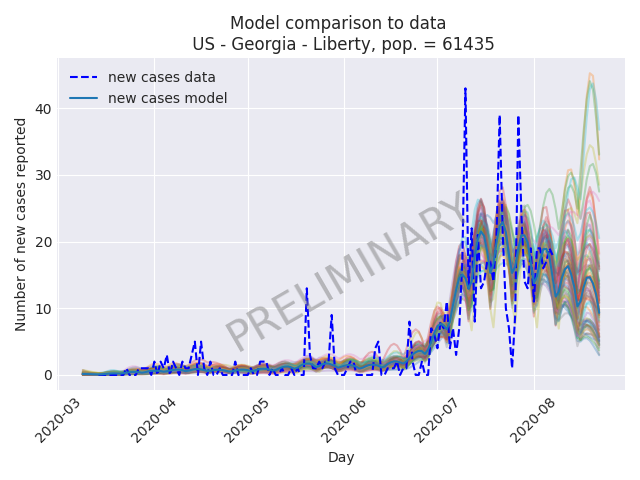 Model comparison to data
US - Georgia - Liberty, pop. = 61435
new cases data
new cases model
PRELIMINARY
Number of new cases reported
40
30
20
10
0
2020-03
2020-04
2020-05
2020-06
2020-07
2020-08
Day